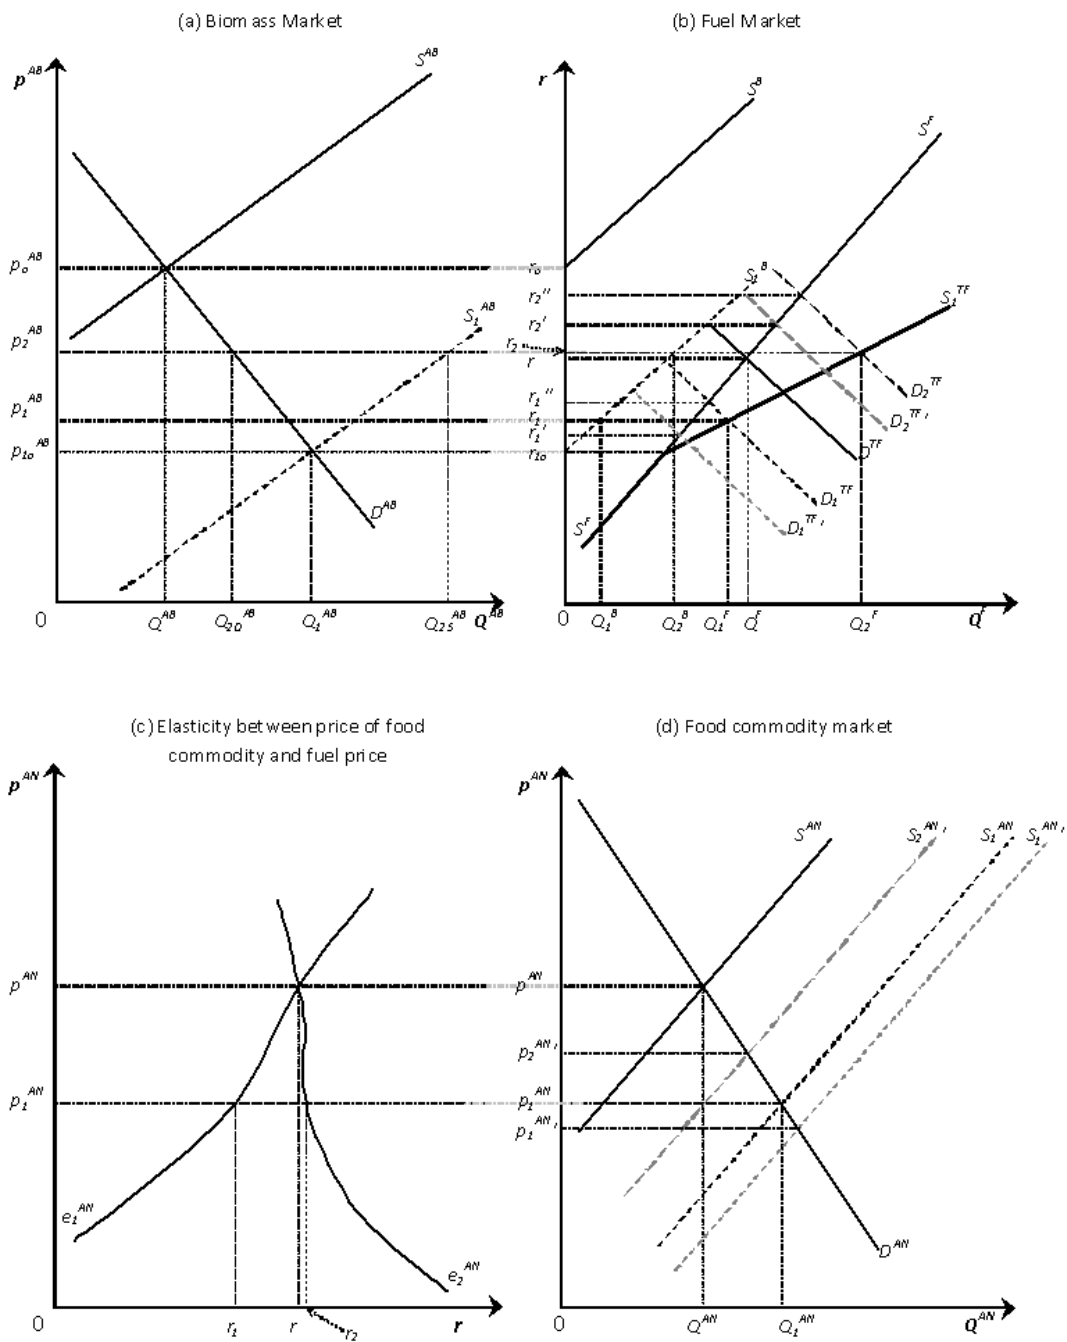 (a) Biomass Market
(b) Fuel Market
p^AB
S^AB
r
S^B
S^F
p_o^AB
r_o
S_1^B
r_2''
S_1^TF
S_1^AB
r_2'
p_2^AB
r_2
r
D_2^TF
r_1''
p_1^AB
D_2^TF'
r_1
r_1'
p_1o^AB
r_1o
D^TF
D_1^TF
D^AB
S^F
D_1^TF'
0
Q^AB
Q_2D^AB
Q_1^AB
Q_2S^AB
Q^AB
0
Q_1^B
Q_2^B
Q_1^F
Q^F
Q_2^F
Q^F
(c) Elasticity between price of food
commodity and fuel price
(d) Food commodity market
p^AN
p^AN
S^AN
S_2^AN'
S_1^AN
S_1^AN'
p^AN
p^AN
p_2^AN'
p_1^AN
p_1^AN
p_1^AN'
e_1^AN
e_2^AN
D^AN
0
r_1
r
r_2
r
0
Q^AN
Q_1^AN
Q^AN